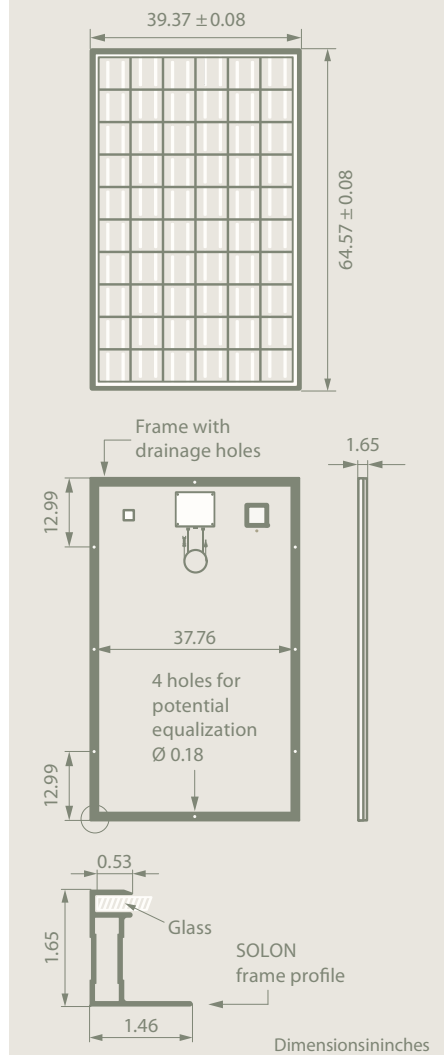 39.37 ± 0.08
64.57 ± 0.08
Frame with
drainage holes
1.65
12.99
37.76
4 holes for
potential
equalization
Ø 0.18
12.99
0.53
Glass
1.65
SOLON
frame profile
1.46
Dimensionsininches